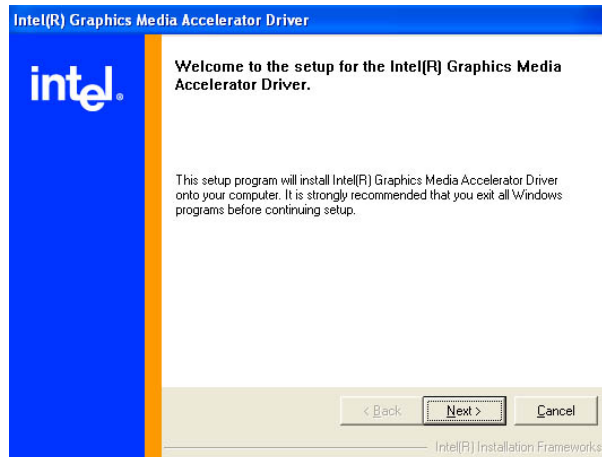 Intel(R) Graphics Media Accelerator Driver
intel.
Welcome to the setup for the Intel(R) Graphics Media
Accelerator Driver.
This setup program will install Intel(R) Graphics Media Accelerator Driver
onto your computer. It is strongly recommended that you exit all Windows
programs before continuing setup.
< Back
Next >
Cancel
Intel(R) Installation Frameworks